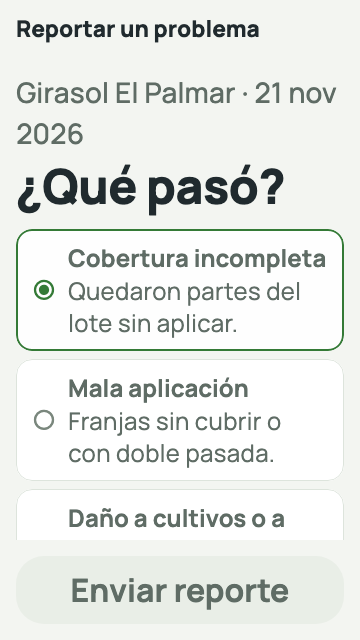 Reportar un problema
Girasol El Palmar · 21 nov
2026
¿Qué pasó?
Cobertura incompleta
Quedaron partes del
lote sin aplicar.
Mala aplicación
Franjas sin cubrir o
con doble pasada.
Daño a cultivos o a
Enviar reporte